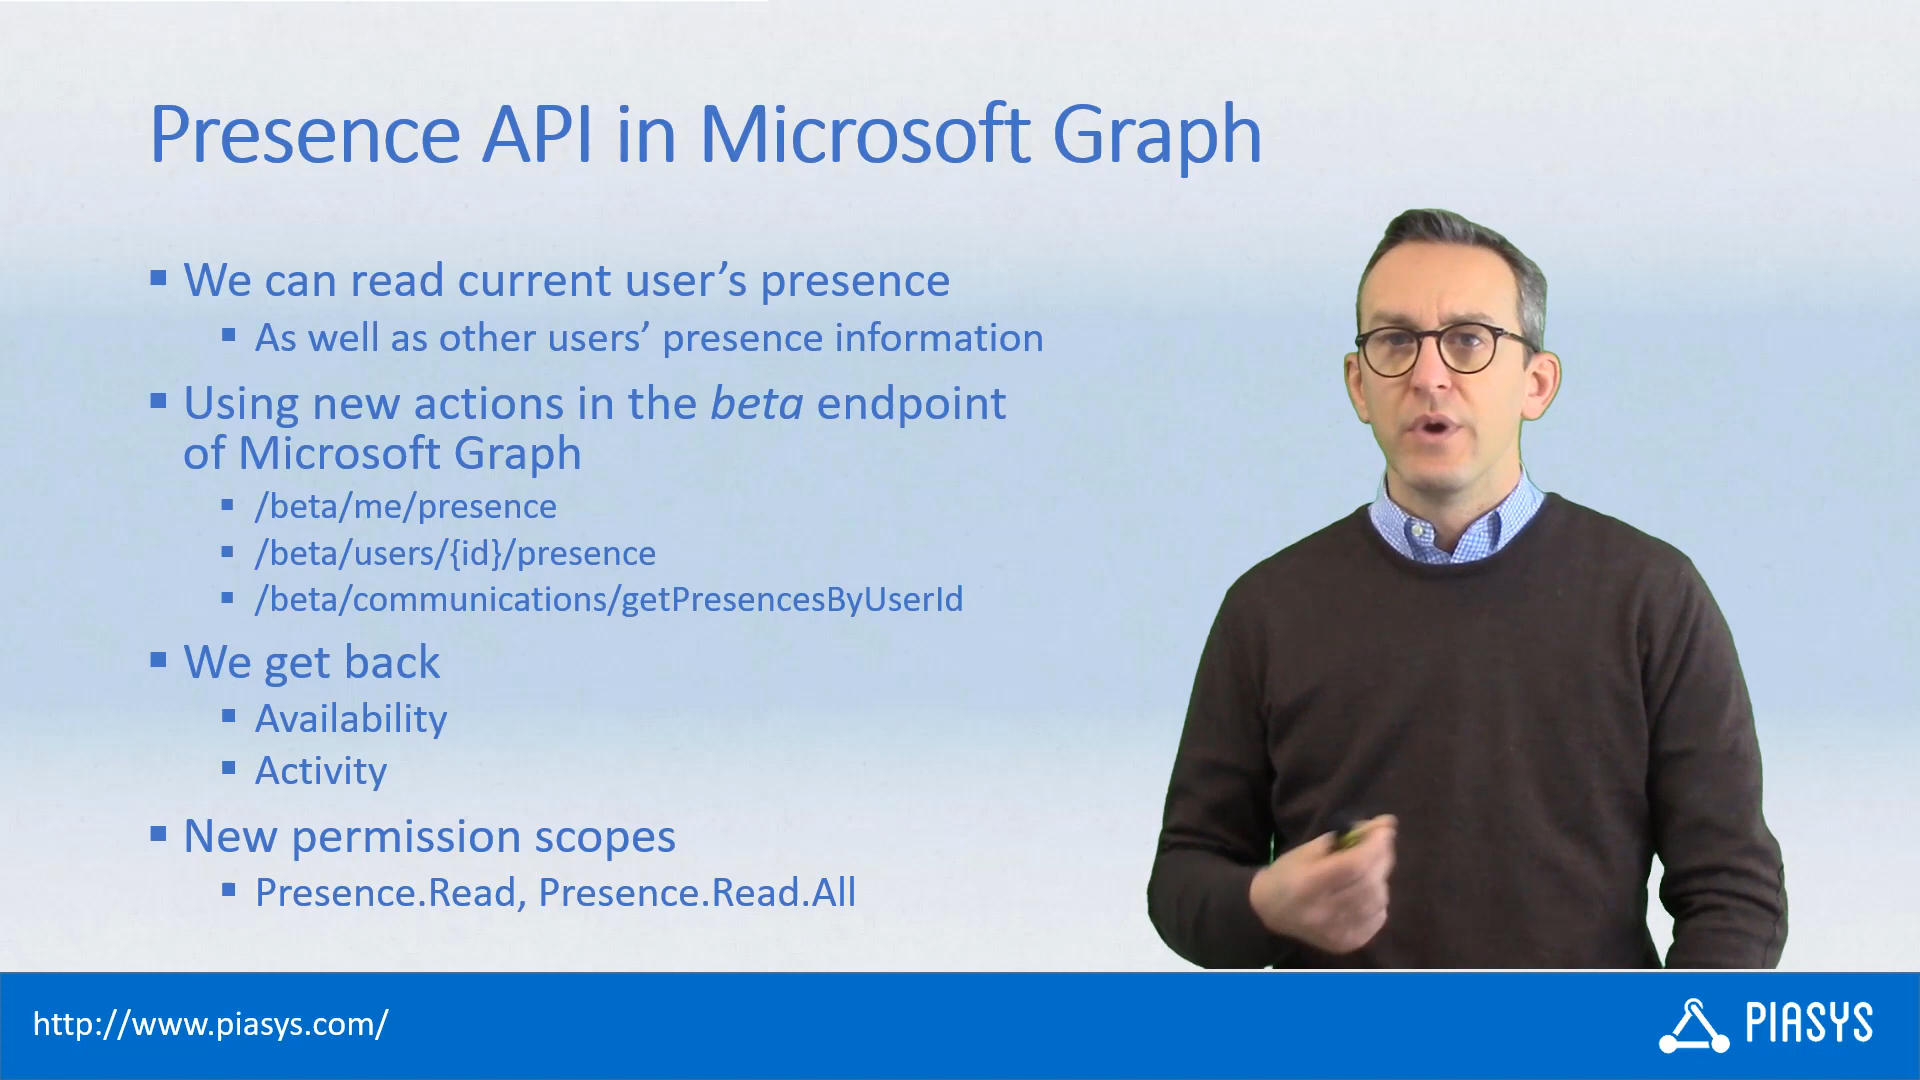 Presence API in Microsoft Graph
▪ We can read current user’s presence
▪ As well as other users’ presence information
▪ Using new actions in the beta endpoint
of Microsoft Graph
▪ /beta/me/presence
▪ /beta/users/{id}/presence
▪ /beta/communications/getPresencesByUserId
▪ We get back
▪ Availability
▪ Activity
▪ New permission scopes
▪ Presence.Read, Presence.Read.All
http://www.piasys.com/
PIASYS